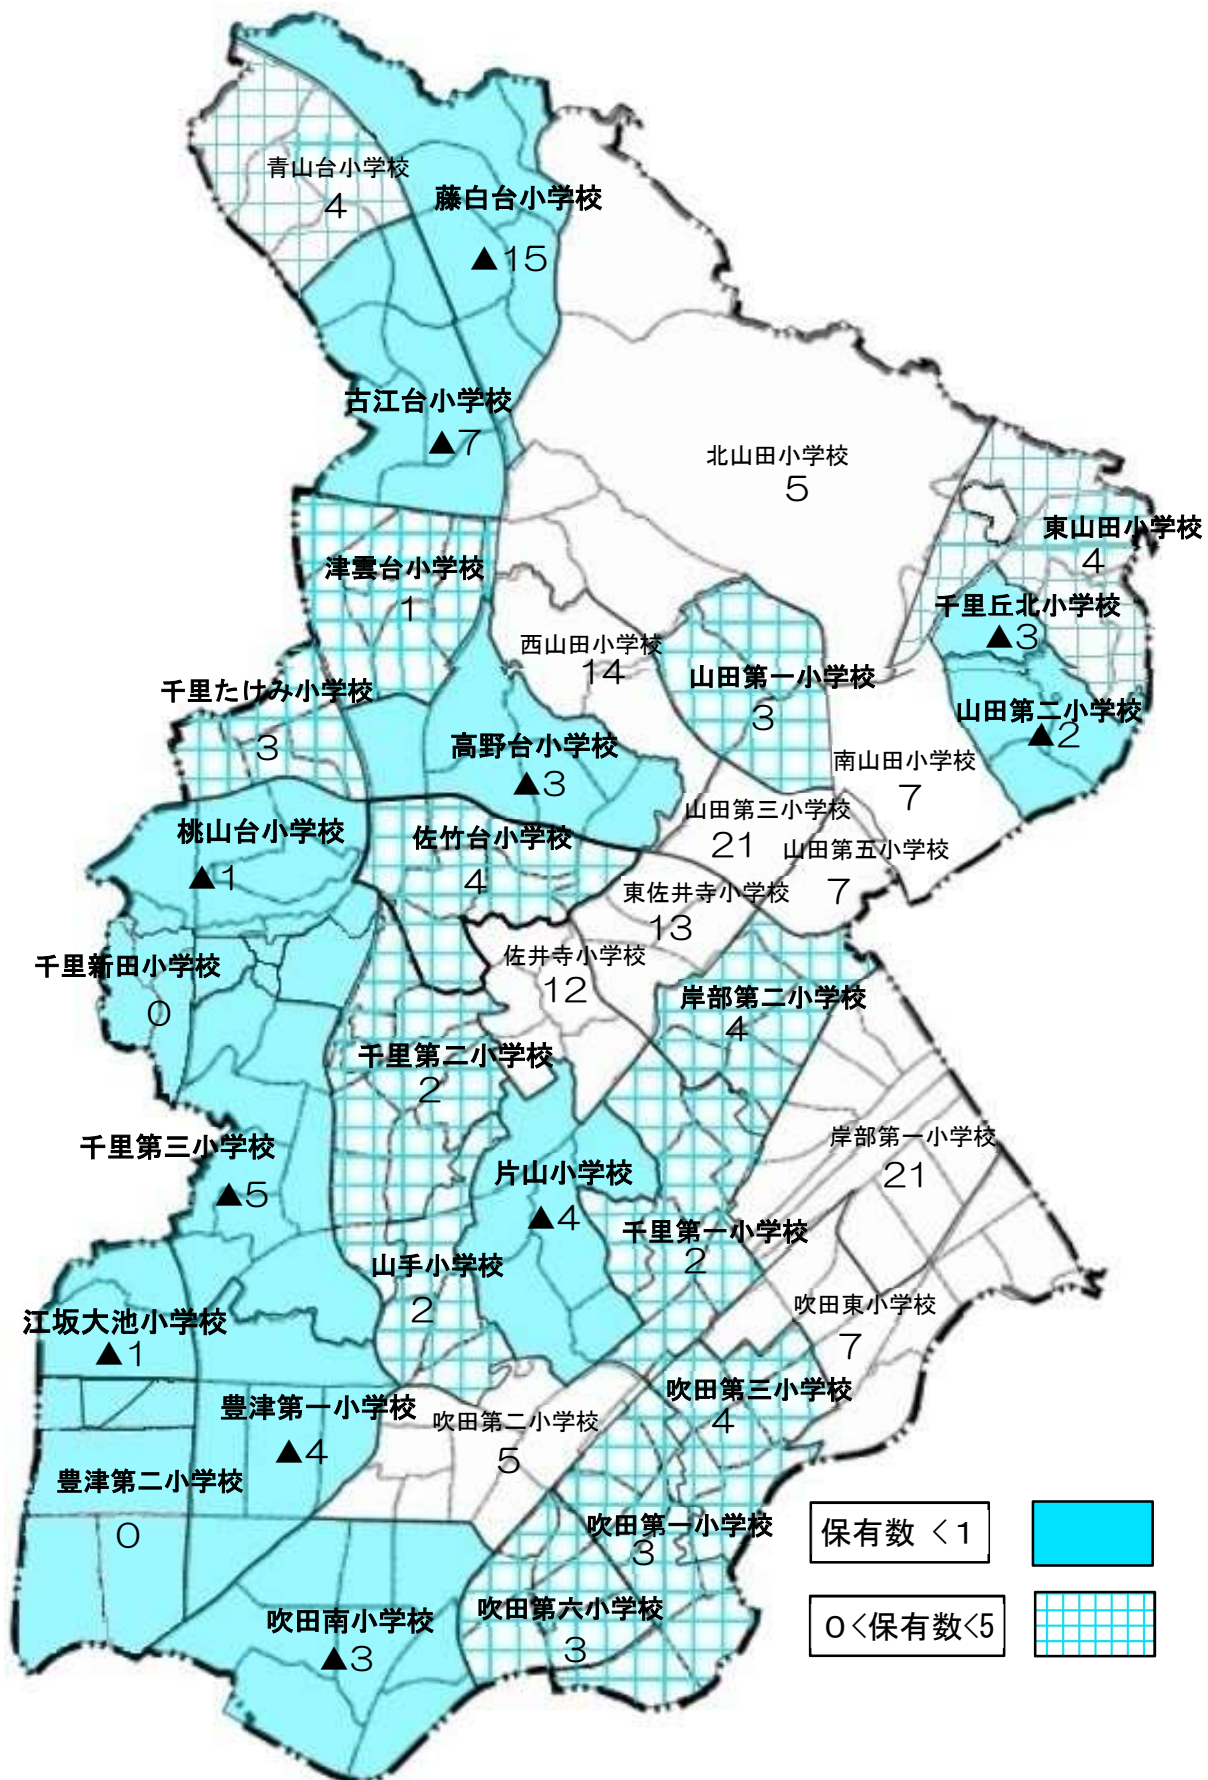 青山台小学校
4
藤白台小学校
▲15
古江台小学校
▲7
北山田小学校
5
東山田小学校
4
津雲台小学校
1
千里丘北小学校
▲3
西山田小学校
14
山田第一小学校
3
千里たけみ小学校
3
山田第二小学校
▲2
高野台小学校
▲3
南山田小学校
7
山田第三小学校
21
桃山台小学校
▲1
佐竹台小学校
4
山田第五小学校
7
東佐井寺小学校
13
千里新田小学校
0
佐井寺小学校
12
岸部第二小学校
4
千里第二小学校
2
千里第三小学校
▲5
岸部第一小学校
21
片山小学校
▲4
千里第一小学校
2
山手小学校
2
江坂大池小学校
▲1
吹田東小学校
7
吹田第三小学校
4
豊津第一小学校
▲4
吹田第二小学校
5
豊津第二小学校
0
吹田第一小学校
3
吹田南小学校
▲3
吹田第六小学校
3
保有数 <1
0<保有数<5